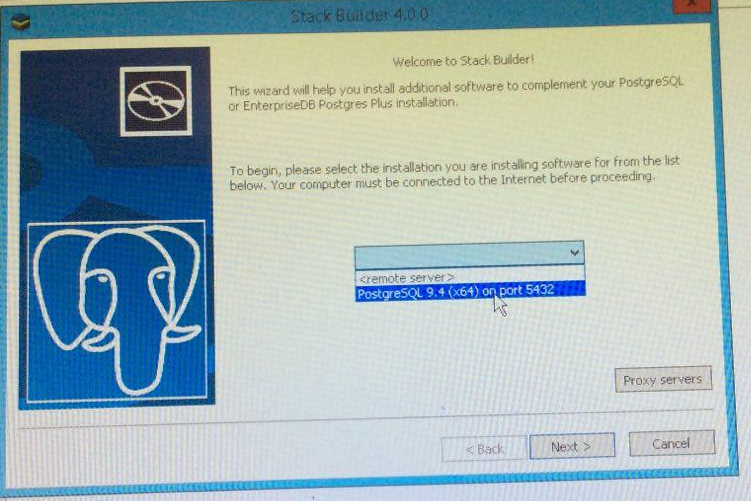 Stack Builder 4.0.0
Welcome to Stack Builder!
This wizard will help you install additional software to complement your PostgreSQL
or EnterpriseDB Postgres Plus installation.
To begin, please select the installation you are installing software for from the list
below. Your computer must be connected to the Internet before proceeding.
<remote server>
PostgreSQL 9.4 (x64) on port 5432
Proxy servers
< Back
Next >
Cancel